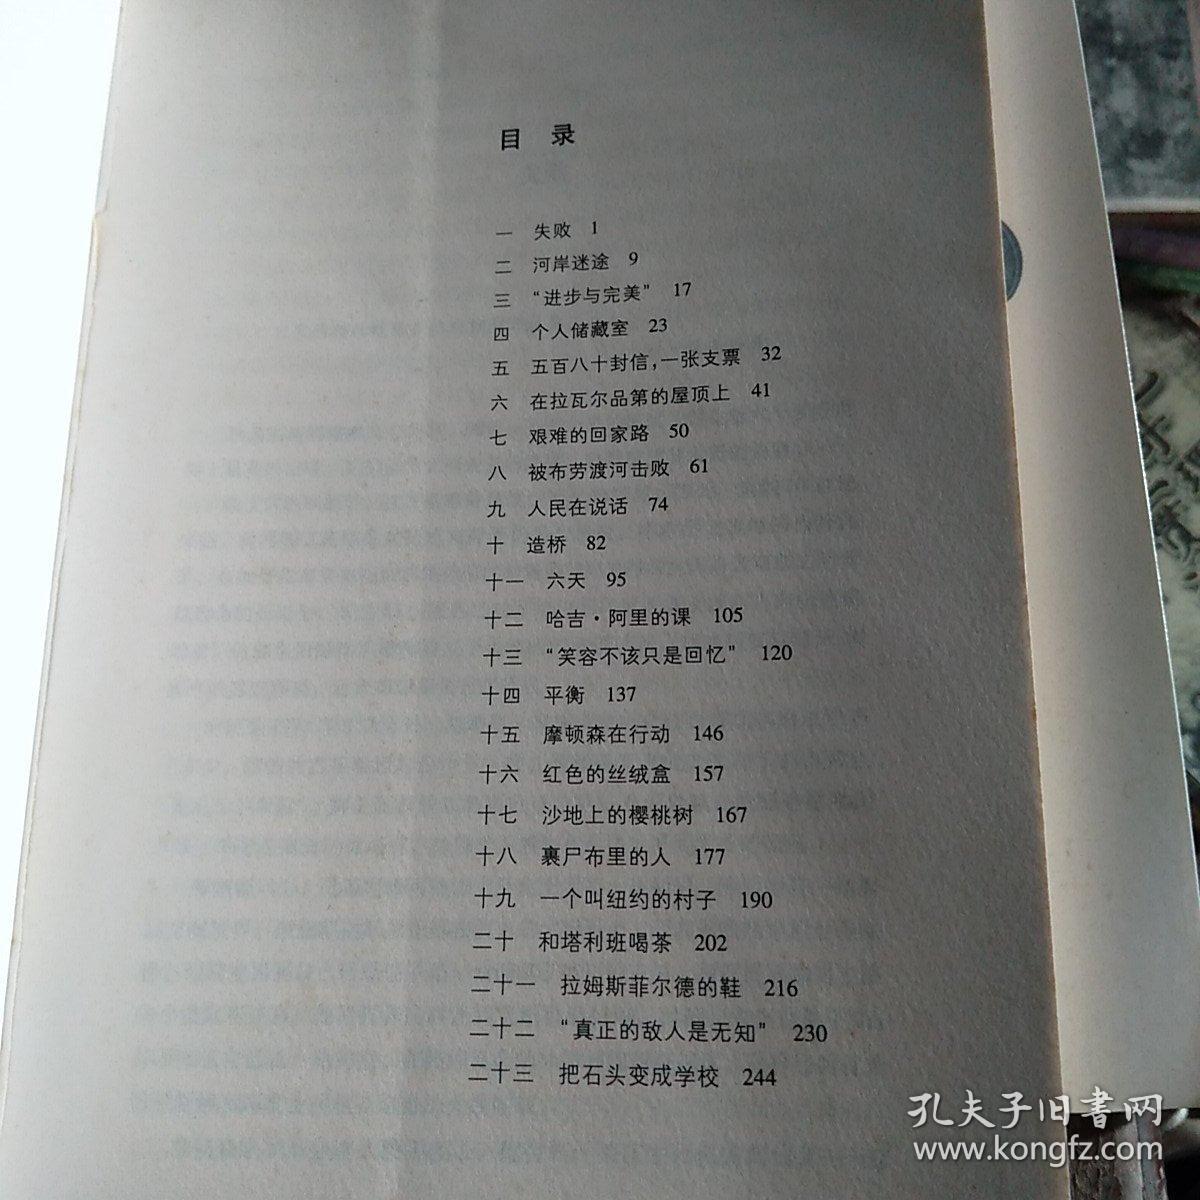 目 录
一 失败 1
二 河岸迷途 9
三 “进步与完美” 17
四 个人储藏室 23
五 五百八十封信，一张支票 32
六 在拉瓦尔品第的屋顶上 41
七 艰难的回家路 50
八 被布劳渡河击败 61
九 人民在说话 74
十 造桥 82
十一 六天 95
十二 哈吉·阿里的课 105
十三 “笑容不该只是回忆” 120
十四 平衡 137
十五 摩顿森在行动 146
十六 红色的丝绒盒 157
十七 沙地上的樱桃树 167
十八 裹尸布里的人 177
十九 一个叫纽约的村子 190
二十 和塔利班喝茶 202
二十一 拉姆斯菲尔德的鞋 216
二十二 “真正的敌人是无知” 230
二十三 把石头变成学校 244
孔夫子旧书网
www.kongfz.com